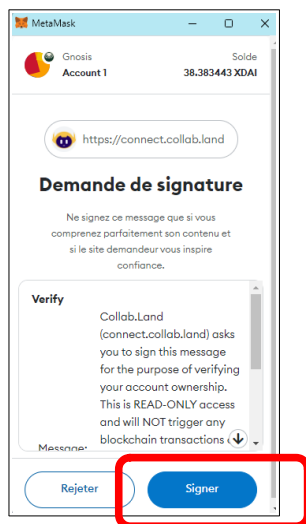 MetaMask
Gnosis
Account 1
Solde
38.383443 XDAI
https://connect.collab.land
Demande de signature
Ne signez ce message que si vous
comprenez parfaitement son contenu et
si le site demandeur vous inspire
confiance.
Verify
Collab.Land
(connect.collab.land) asks
you to sign this message
for the purpose of verifying
your account ownership.
This is READ-ONLY access
and will NOT trigger any
blockchain transactions
Message:
Rejeter
Signer